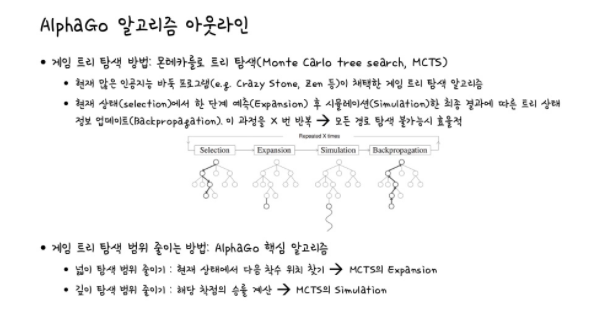 AlphaGo 알고리즘 아웃라인
• 게임 트리 탐색 방법: 몬테카를로 트리 탐색(Monte Carlo tree search, MCTS)
• 현재 많은 인공지능 바둑 프로그램(e.g. Crazy Stone, Zen 등)이 채택한 게임 트리 탐색 알고리즘
• 현재 상태(selection)에서 한 단계 예측(Expansion) 후 시뮬레이션(Simulation)한 최종 결과에 따른 트리 상태
정보 업데이트(Backpropagation). 이 과정을 X 번 반복 → 모든 경로 탐색 불가능시 효율적
Repeated X times
Selection Expansion Simulation Backpropagation
• 게임 트리 탐색 범위 줄이는 방법: AlphaGo 핵심 알고리즘
• 넓이 탐색 범위 줄이기 : 현재 상태에서 다음 착수 위치 찾기 → MCTS의 Expansion
• 깊이 탐색 범위 줄이기 : 해당 착점의 승률 계산 → MCTS의 Simulation